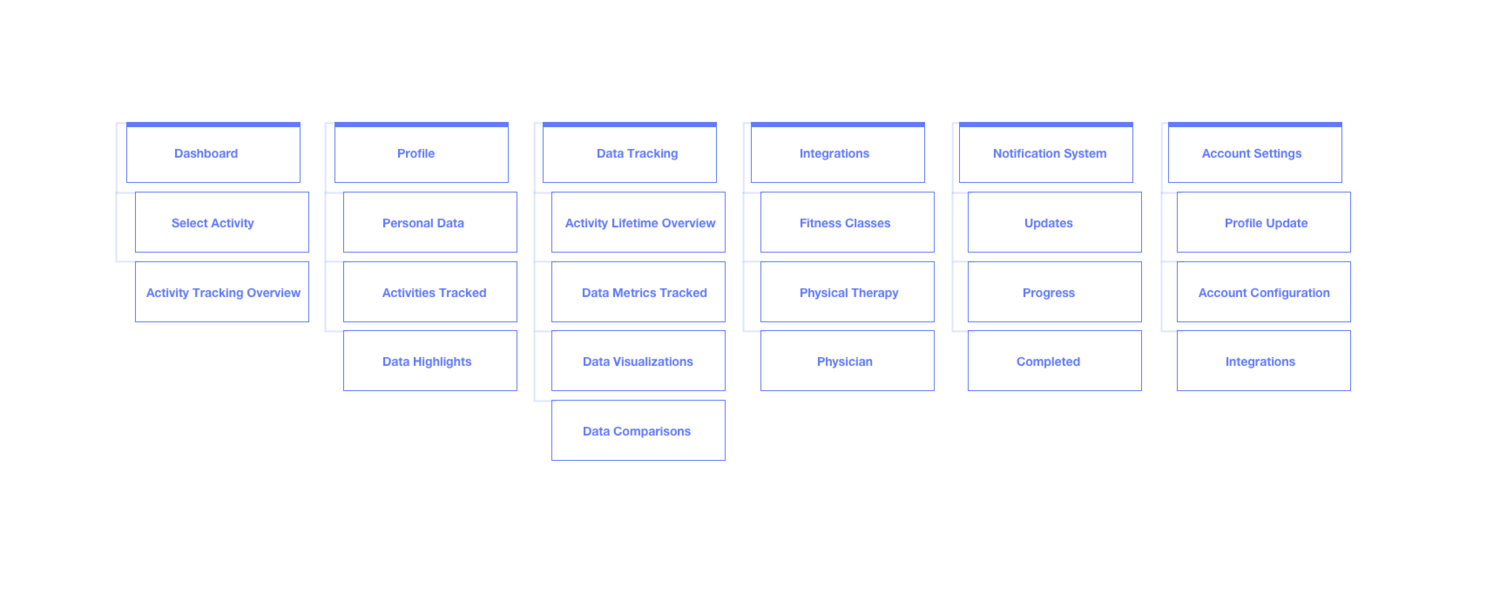 Dashboard
Select Activity
Activity Tracking Overview
Profile
Personal Data
Activities Tracked
Data Highlights
Data Tracking
Activity Lifetime Overview
Data Metrics Tracked
Data Visualizations
Data Comparisons
Integrations
Fitness Classes
Physical Therapy
Physician
Notification System
Updates
Progress
Completed
Account Settings
Profile Update
Account Configuration
Integrations